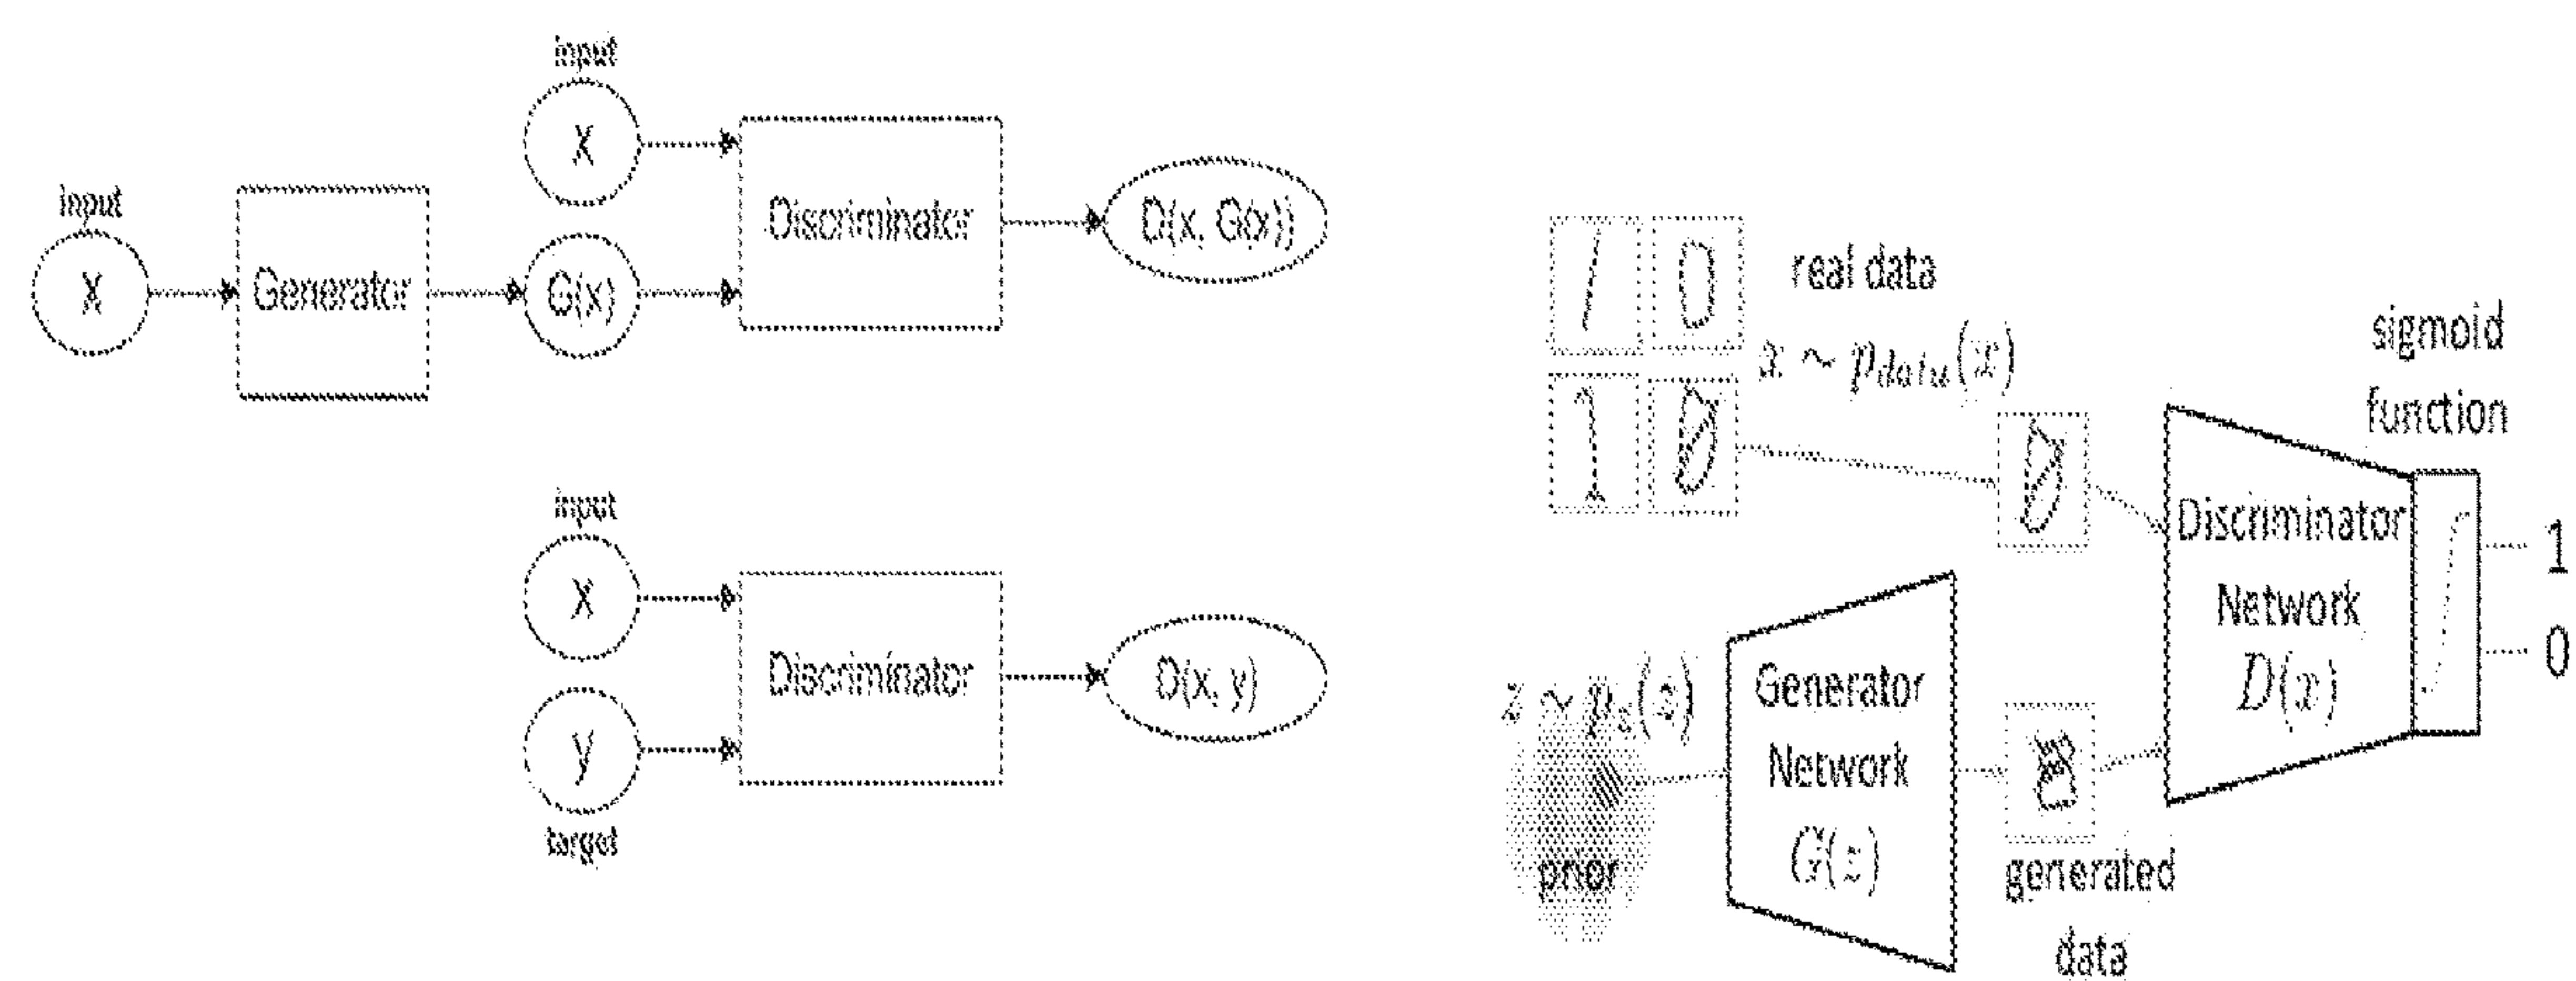 input
X
input
X
Generator
G(x)
Discriminator
D(x, G(x))
input
X
y
target
Discriminator
D(x, y)
real data
x ~ p_data(x)
sigmoid
function
Discriminator
Network
D(x)
1
0
z ~ p_z(z)
prior
Generator
Network
G(z)
generated
data